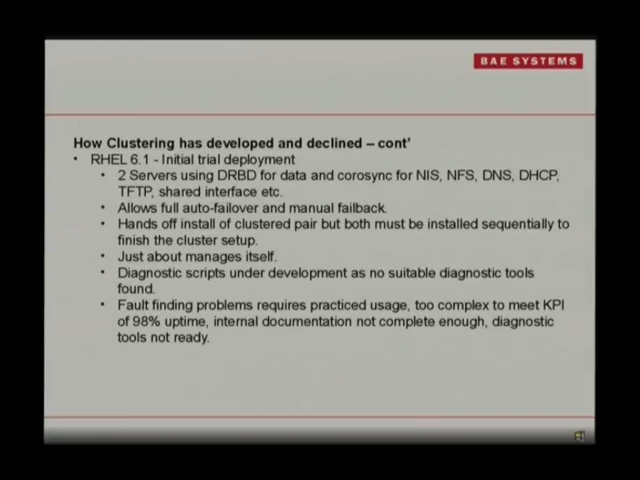 BAE SYSTEMS
How Clustering has developed and declined – cont'
• RHEL 6.1 - Initial trial deployment
• 2 Servers using DRBD for data and corosync for NIS, NFS, DNS, DHCP,
TFTP, shared interface etc.
• Allows full auto-failover and manual failback.
• Hands off install of clustered pair but both must be installed sequentially to
finish the cluster setup.
• Just about manages itself.
• Diagnostic scripts under development as no suitable diagnostic tools
found.
• Fault finding problems requires practiced usage, too complex to meet KPI
of 98% uptime, internal documentation not complete enough, diagnostic
tools not ready.